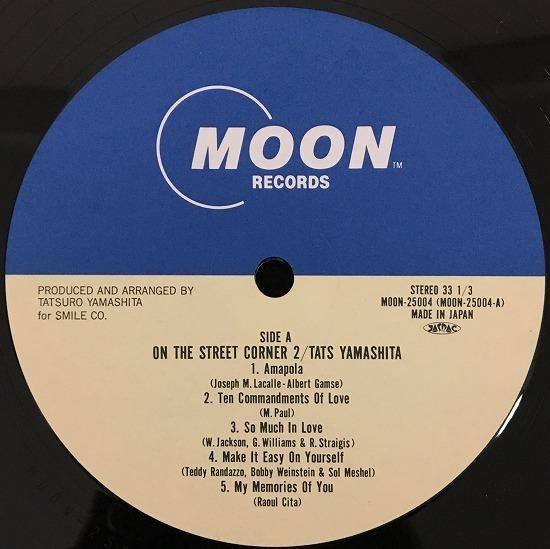 MOON
RECORDS
TM
PRODUCED AND ARRANGED BY
TATSURO YAMASHITA
for SMILE CO.
STEREO 33 1/3
MOON-25004 (MOON-25004-A)
MADE IN JAPAN
JASRAC
SIDE A
ON THE STREET CORNER 2/TATS YAMASHITA
1. Amapola
(Joseph M. Lacalle-Albert Gamse)
2. Ten Commandments Of Love
(M. Paul)
3. So Much In Love
(W. Jackson, G. Williams & R. Straigis)
4. Make It Easy On Yourself
(Teddy Randazzo, Bobby Weinstein & Sol Meshel)
5. My Memories Of You
(Raoul Cita)